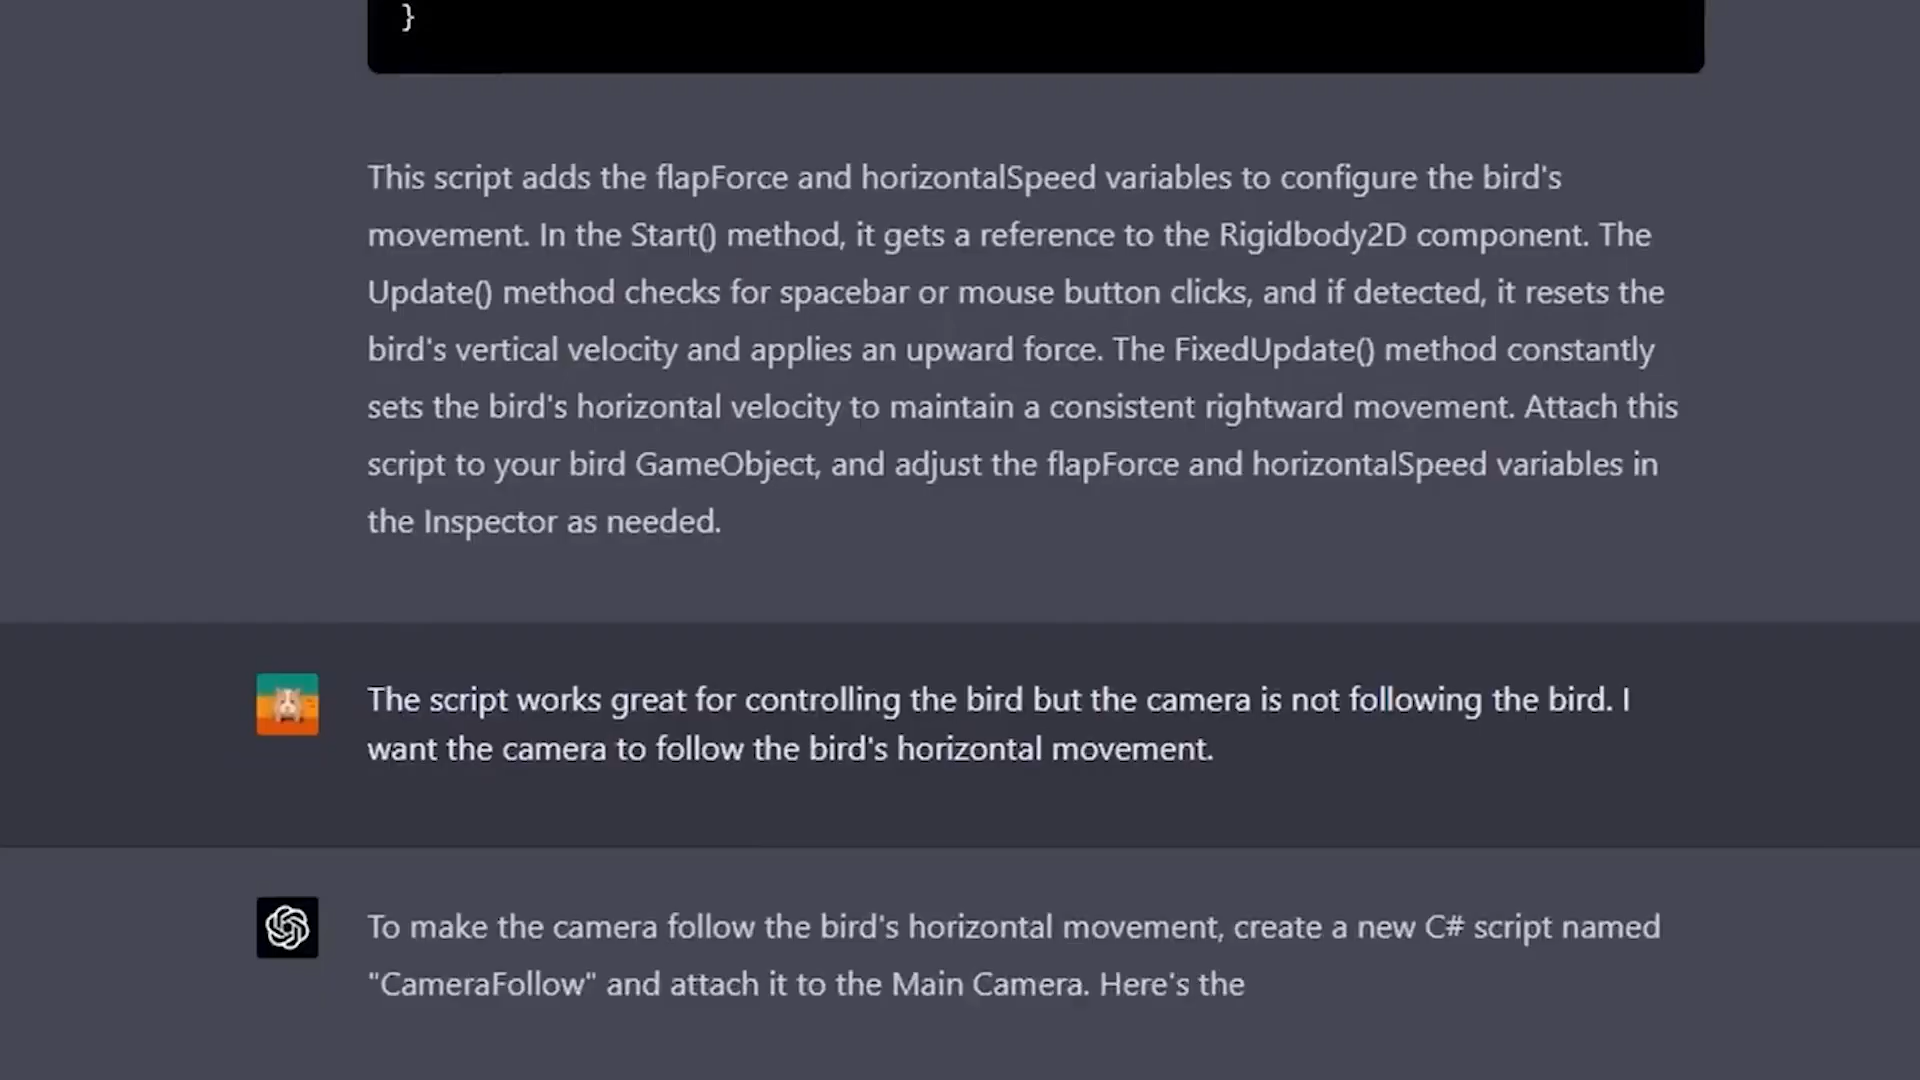 }
This script adds the flapForce and horizontalSpeed variables to configure the bird's
movement. In the Start() method, it gets a reference to the Rigidbody2D component. The
Update() method checks for spacebar or mouse button clicks, and if detected, it resets the
bird's vertical velocity and applies an upward force. The FixedUpdate() method constantly
sets the bird's horizontal velocity to maintain a consistent rightward movement. Attach this
script to your bird GameObject, and adjust the flapForce and horizontalSpeed variables in
the Inspector as needed.
The script works great for controlling the bird but the camera is not following the bird. I
want the camera to follow the bird's horizontal movement.
To make the camera follow the bird's horizontal movement, create a new C# script named
"CameraFollow" and attach it to the Main Camera. Here's the